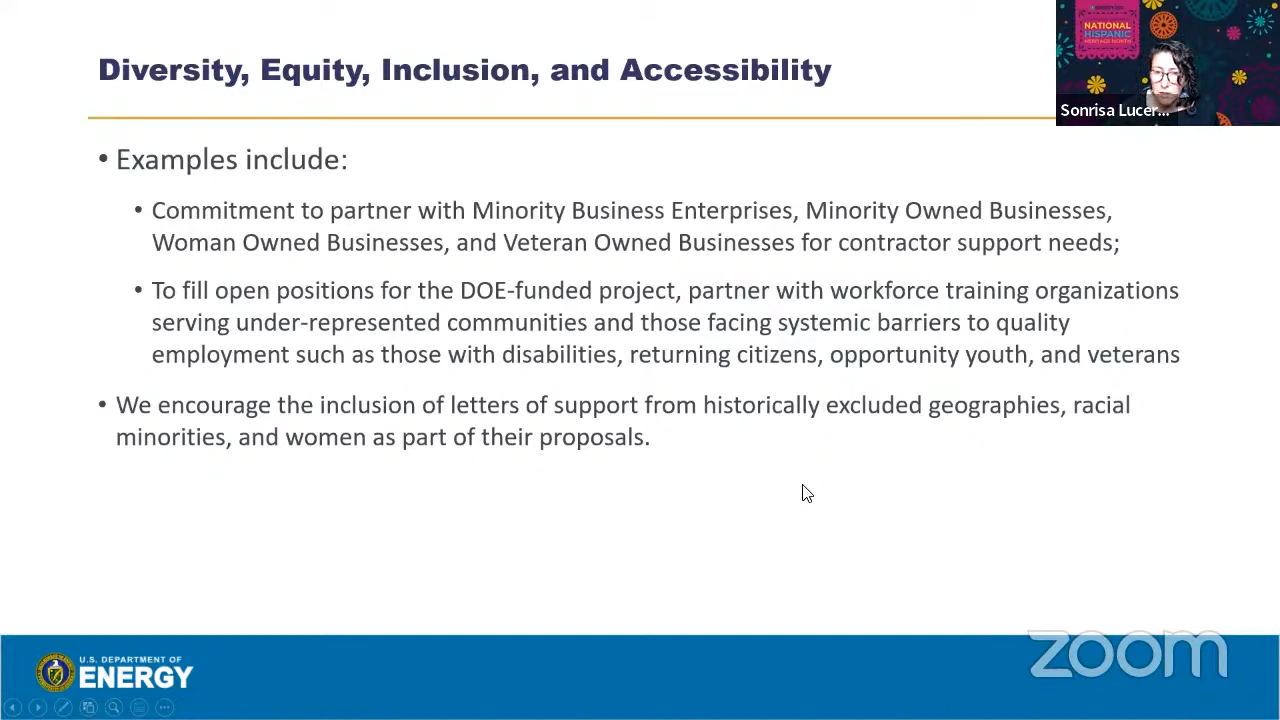 Diversity, Equity, Inclusion, and Accessibility
NATIONAL
HISPANIC
HERITAGE MONTH
Sonrisa Lucer...
• Examples include:
• Commitment to partner with Minority Business Enterprises, Minority Owned Businesses,
Woman Owned Businesses, and Veteran Owned Businesses for contractor support needs;
• To fill open positions for the DOE-funded project, partner with workforce training organizations
serving under-represented communities and those facing systemic barriers to quality
employment such as those with disabilities, returning citizens, opportunity youth, and veterans
• We encourage the inclusion of letters of support from historically excluded geographies, racial
minorities, and women as part of their proposals.
U.S. DEPARTMENT OF
ENERGY
zoom